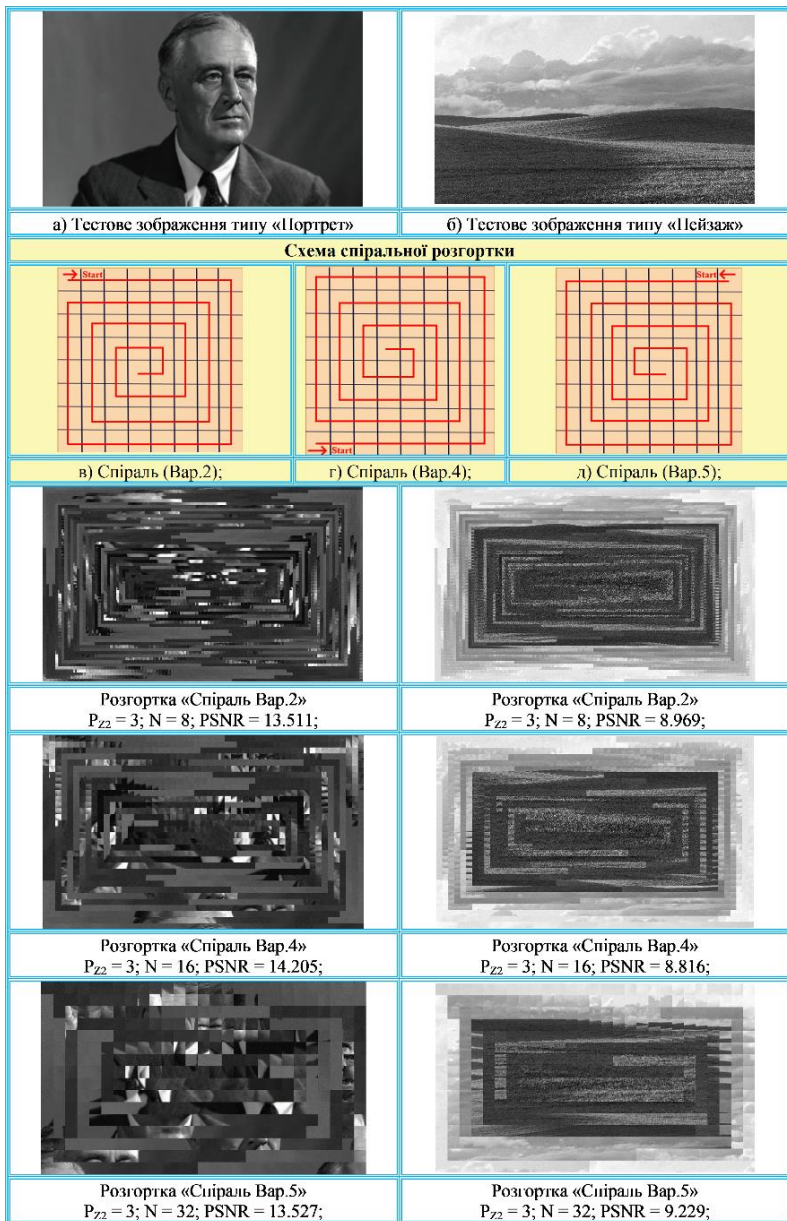 а) Тестове зображення типу «Портрет»
б) Тестове зображення типу «Пейзаж»
Схема спіральної розгортки
Start
Start
Start
в) Спіраль (Вар.2);
г) Спіраль (Вар.4);
д) Спіраль (Вар.5);
Розгортка «Спіраль Вар.2»
PZ2 = 3; N = 8; PSNR = 13.511;
Розгортка «Спіраль Вар.2»
PZ2 = 3; N = 8; PSNR = 8.969;
Розгортка «Спіраль Вар.4»
PZ2 = 3; N = 16; PSNR = 14.205;
Розгортка «Спіраль Вар.4»
PZ2 = 3; N = 16; PSNR = 8.816;
Розгортка «Спіраль Вар.5»
PZ2 = 3; N = 32; PSNR = 13.527;
Розгортка «Спіраль Вар.5»
PZ2 = 3; N = 32; PSNR = 9.229;